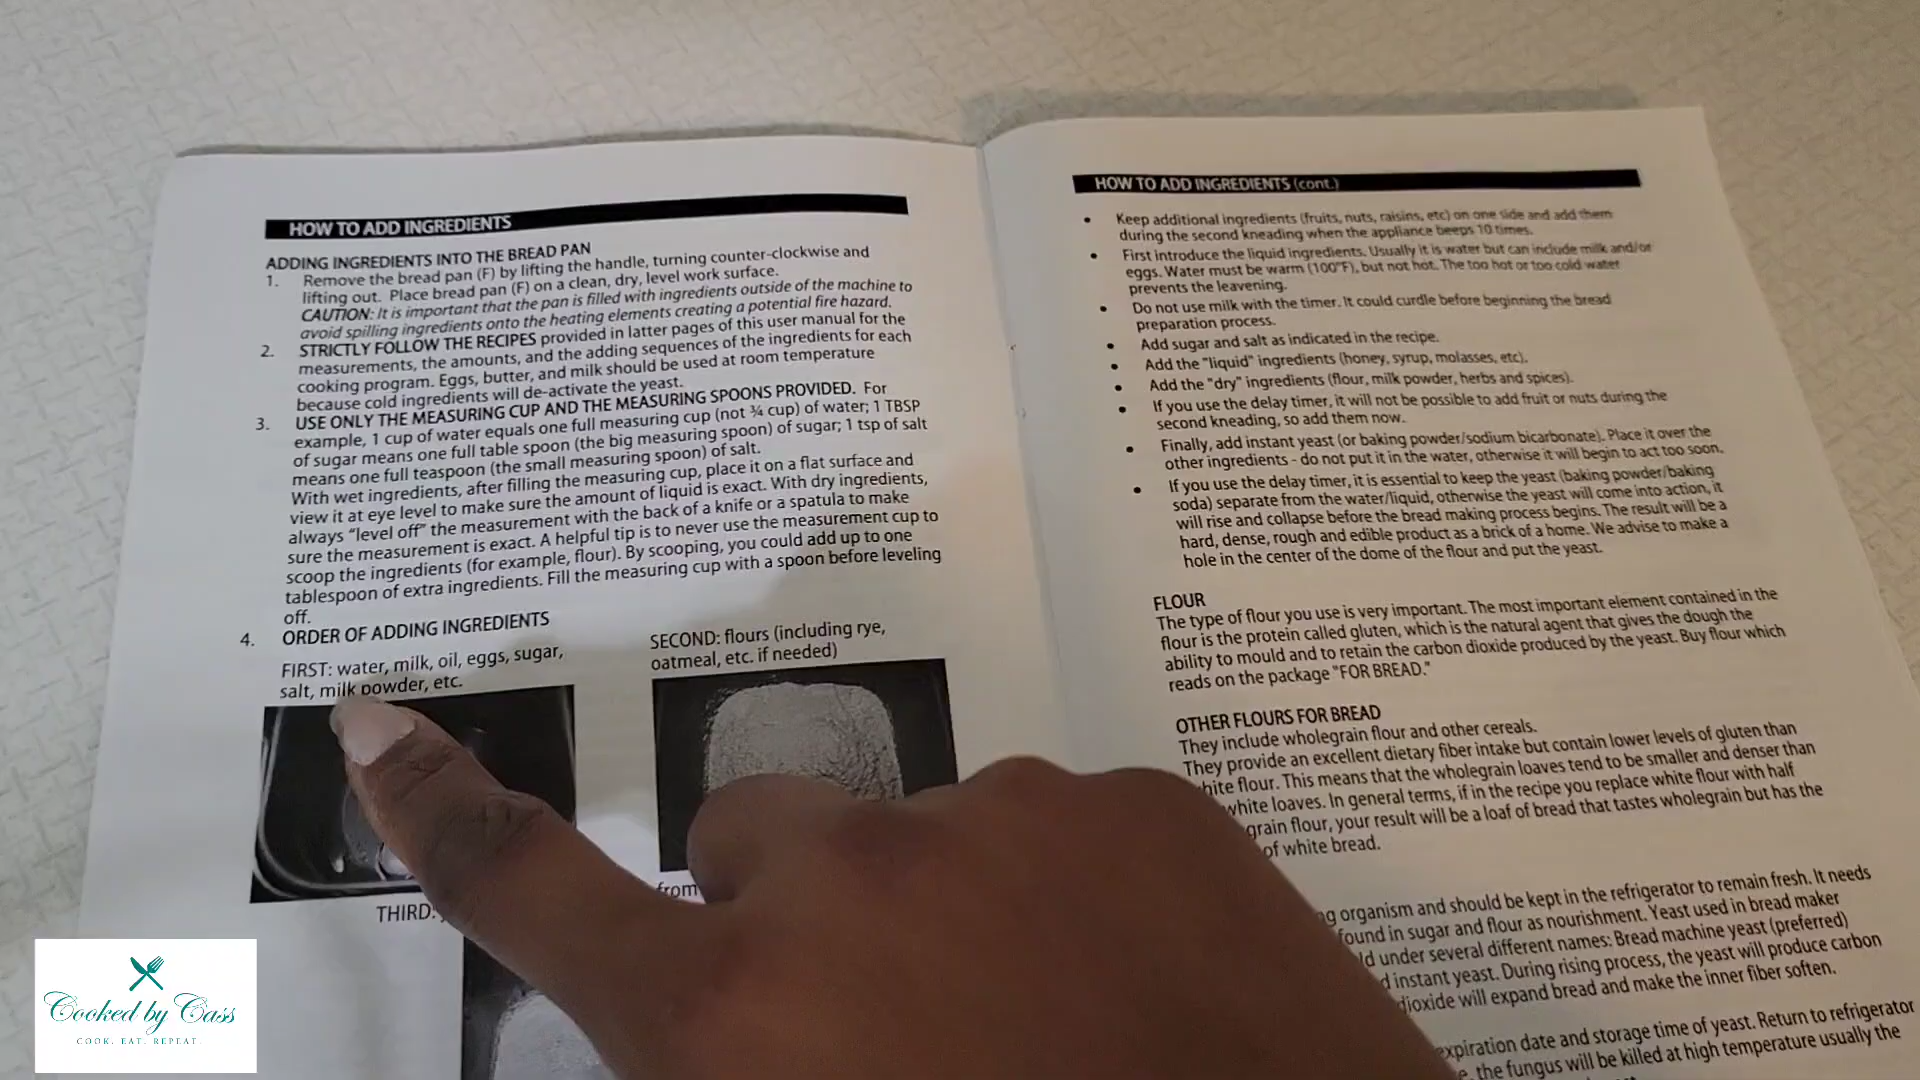 HOW TO ADD INGREDIENTS
ADDING INGREDIENTS INTO THE BREAD PAN
1. Remove the bread pan (F) by lifting the handle, turning counter-clockwise and
lifting out. Place bread pan (F) on a clean, dry, level work surface.
CAUTION: It is important that the pan is filled with ingredients outside of the machine to
avoid spilling ingredients onto the heating elements creating a potential fire hazard.
2. STRICTLY FOLLOW THE RECIPES provided in latter pages of this user manual for the
measurements, the amounts, and the adding sequences of the ingredients for each
cooking program. Eggs, butter, and milk should be used at room temperature
because cold ingredients will de-activate the yeast.
3. USE ONLY THE MEASURING CUP AND THE MEASURING SPOONS PROVIDED. For
example, 1 cup of water equals one full measuring cup (not ¾ cup) of water; 1 TBSP
of sugar means one full table spoon (the big measuring spoon) of sugar; 1 tsp of salt
means one full teaspoon (the small measuring spoon) of salt.
With wet ingredients, after filling the measuring cup, place it on a flat surface and
view it at eye level to make sure the amount of liquid is exact. With dry ingredients,
always "level off" the measurement with the back of a knife or a spatula to make
sure the measurement is exact. A helpful tip is to never use the measurement cup to
scoop the ingredients (for example, flour). By scooping, you could add up to one
tablespoon of extra ingredients. Fill the measuring cup with a spoon before leveling
off.
4. ORDER OF ADDING INGREDIENTS
FIRST: water, milk, oil, eggs, sugar,
salt, milk powder, etc.
SECOND: flours (including rye,
oatmeal, etc. if needed)
THIRD:
from
HOW TO ADD INGREDIENTS (cont.)
• Keep additional ingredients (fruits, nuts, raisins, etc) on one side and add them
during the second kneading when the appliance beeps 10 times.
• First introduce the liquid ingredients. Usually it is water but can include milk and/or
eggs. Water must be warm (100°F), but not hot. The too hot or too cold water
prevents the leavening.
• Do not use milk with the timer. It could curdle before beginning the bread
preparation process.
• Add sugar and salt as indicated in the recipe.
• Add the "liquid" ingredients (honey, syrup, molasses, etc).
• Add the "dry" ingredients (flour, milk powder, herbs and spices).
• If you use the delay timer, it will not be possible to add fruit or nuts during the
second kneading, so add them now.
• Finally, add instant yeast (or baking powder/sodium bicarbonate). Place it over the
other ingredients - do not put it in the water, otherwise it will begin to act too soon.
• If you use the delay timer, it is essential to keep the yeast (baking powder/baking
soda) separate from the water/liquid, otherwise the yeast will come into action, it
will rise and collapse before the bread making process begins. The result will be a
hard, dense, rough and edible product as a brick of a home. We advise to make a
hole in the center of the dome of the flour and put the yeast.
FLOUR
The type of flour you use is very important. The most important element contained in the
flour is the protein called gluten, which is the natural agent that gives the dough the
ability to mould and to retain the carbon dioxide produced by the yeast. Buy flour which
reads on the package "FOR BREAD."
OTHER FLOURS FOR BREAD
They include wholegrain flour and other cereals.
They provide an excellent dietary fiber intake but contain lower levels of gluten than
white flour. This means that the wholegrain loaves tend to be smaller and denser than
white loaves. In general terms, if in the recipe you replace white flour with half
grain flour, your result will be a loaf of bread that tastes wholegrain but has the
of white bread.
organism and should be kept in the refrigerator to remain fresh. It needs
found in sugar and flour as nourishment. Yeast used in bread maker
under several different names: Bread machine yeast (preferred)
instant yeast. During rising process, the yeast will produce carbon
dioxide will expand bread and make the inner fiber soften.
expiration date and storage time of yeast. Return to refrigerator
the fungus will be killed at high temperature usually the
Cooked by Cass
COOK. EAT. REPEAT.